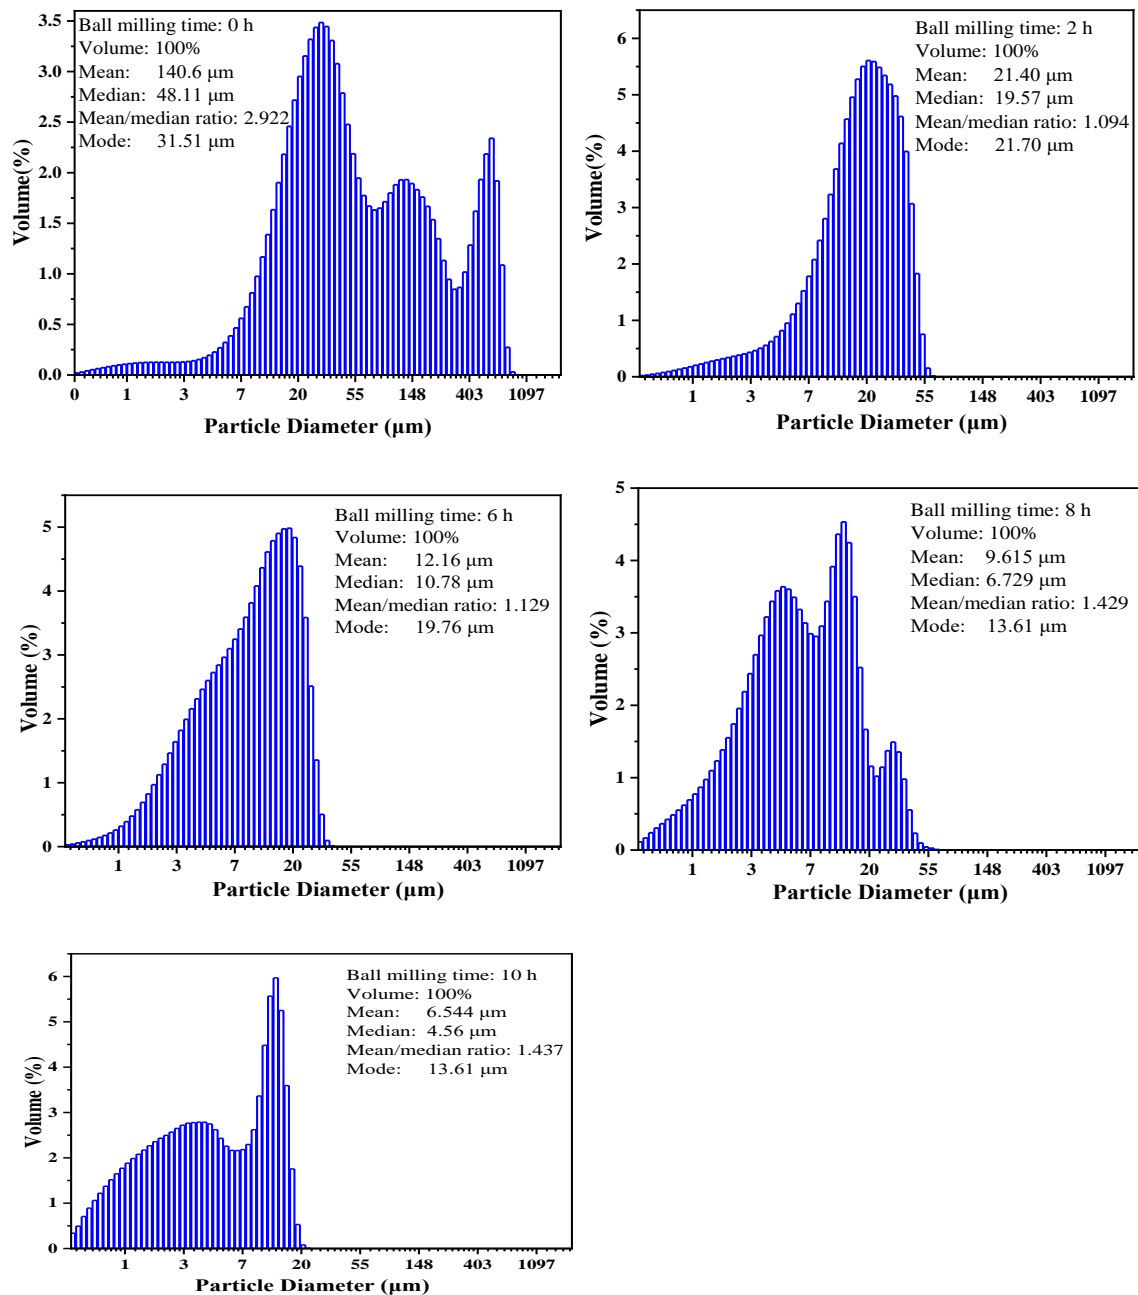 Ball milling time: 0 h
Volume: 100%
Mean: 140.6 μm
Median: 48.11 μm
Mean/median ratio: 2.922
Mode: 31.51 μm
3.5
3.0
2.5
2.0
1.5
1.0
0.5
0.0
Volume(%)
0 1 3 7 20 55 148 403 1097
Particle Diameter (μm)
Ball milling time: 2 h
Volume: 100%
Mean: 21.40 μm
Median: 19.57 μm
Mean/median ratio: 1.094
Mode: 21.70 μm
6
5
4
3
2
1
0
Volume(%)
1 3 7 20 55 148 403 1097
Particle Diameter (μm)
Ball milling time: 6 h
Volume: 100%
Mean: 12.16 μm
Median: 10.78 μm
Mean/median ratio: 1.129
Mode: 19.76 μm
5
4
3
2
1
0
Volume (%)
1 3 7 20 55 148 403 1097
Particle Diameter (μm)
Ball milling time: 8 h
Volume: 100%
Mean: 9.615 μm
Median: 6.729 μm
Mean/median ratio: 1.429
Mode: 13.61 μm
5
4
3
2
1
0
Volume (%)
1 3 7 20 55 148 403 1097
Particle Diameter (μm)
Ball milling time: 10 h
Volume: 100%
Mean: 6.544 μm
Median: 4.56 μm
Mean/median ratio: 1.437
Mode: 13.61 μm
6
5
4
3
2
1
0
Volume (%)
1 3 7 20 55 148 403 1097
Particle Diameter (μm)